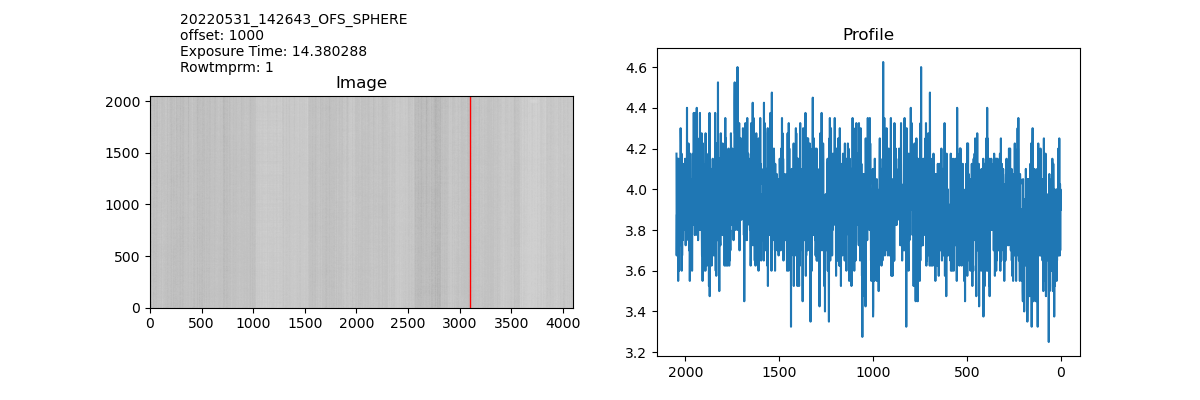 20220531_142643_OFS_SPHERE
offset: 1000
Exposure Time: 14.380288
Rowtmprm: 1
Image
2000
1500
1000
500
0
0 500 1000 1500 2000 2500 3000 3500 4000
Profile
4.6
4.4
4.2
4.0
3.8
3.6
3.4
3.2
2000 1500 1000 500 0